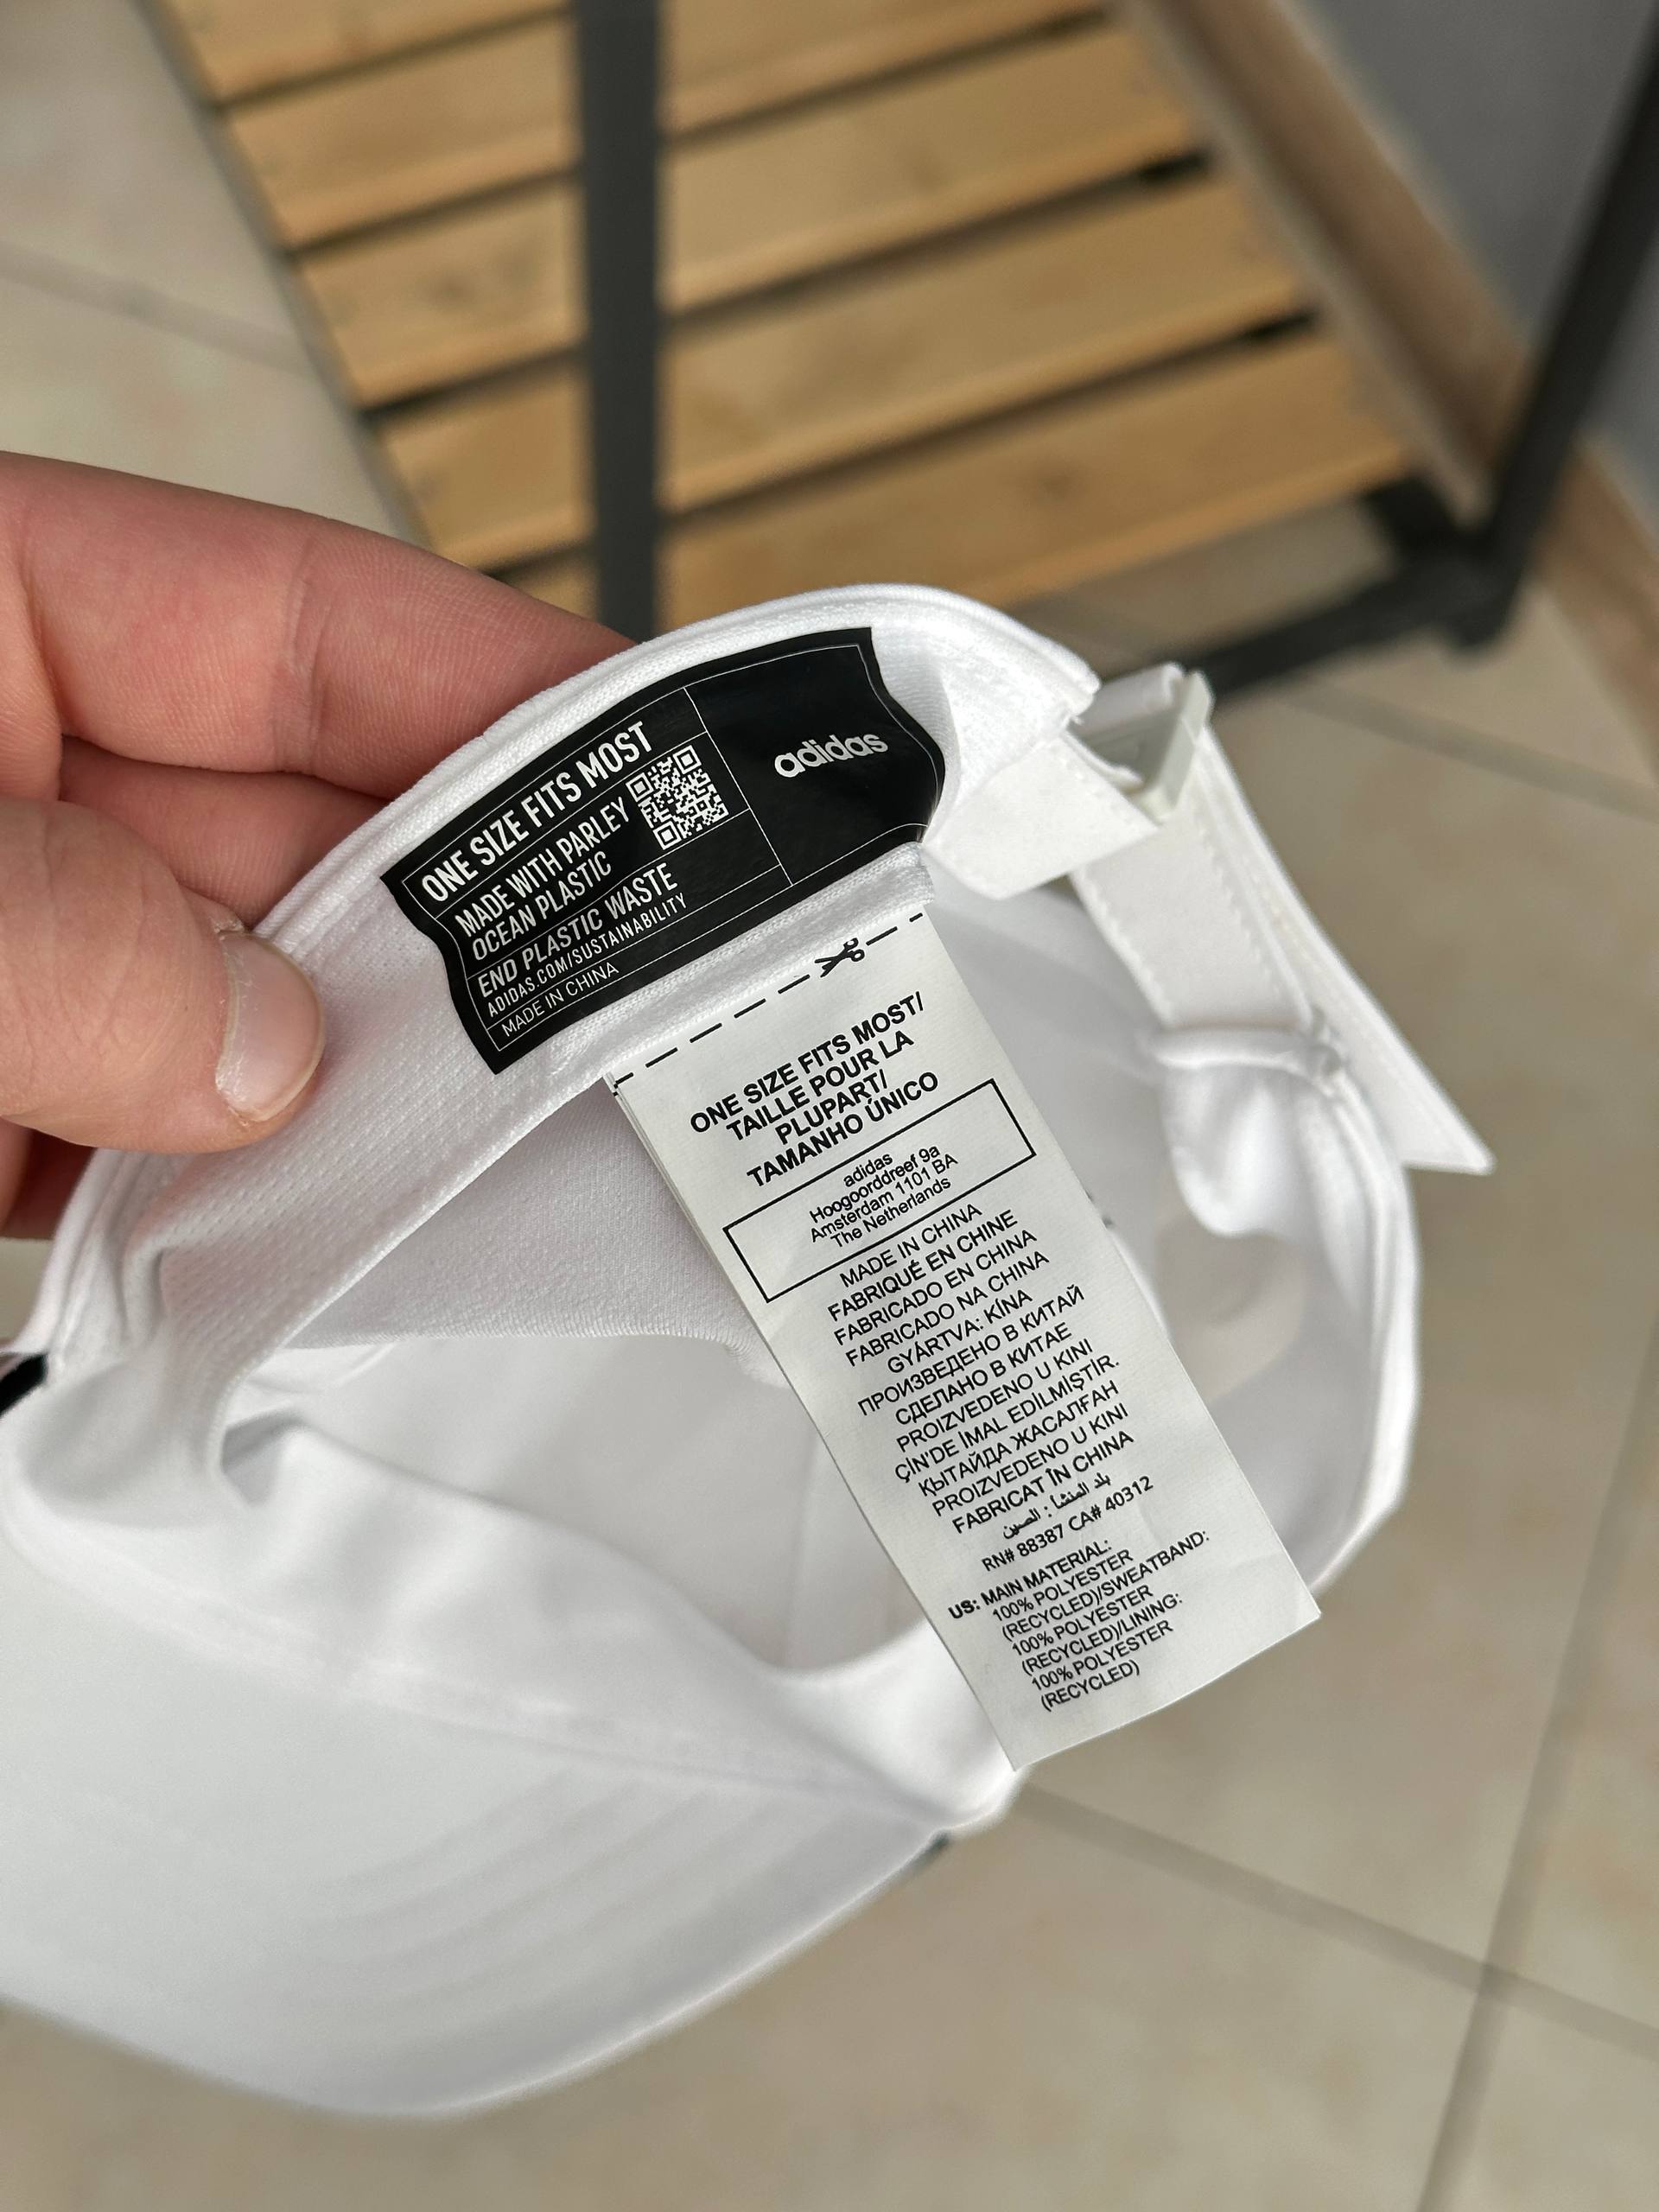 ONE SIZE FITS MOST
MADE WITH PARLEY
OCEAN PLASTIC
END PLASTIC WASTE
ADIDAS.COM/SUSTAINABILITY
MADE IN CHINA
adidas
ONE SIZE FITS MOST/
TAILLE POUR LA
PLUPART/
TAMANHO ÚNICO
adidas
Hoogoorddreef 9a
Amsterdam 1101 BA
The Netherlands
MADE IN CHINA
FABRIQUÉ EN CHINE
FABRICADO EN CHINA
FABRICADO NA CHINA
GYÁRTVA: KÍNA
ПРОИЗВЕДЕНО В КИТАЙ
СДЕЛАНО В КИТАЕ
PROIZVEDENO U KINI
ÇİN'DE İMAL EDİLMİŞTİR.
ҚЫТАЙДА ЖАСАЛҒАН
PROIZVEDENO U KINI
FABRICAT ÎN CHINA
بلد المنشأ : الصين
RN# 88387 CA# 40312
US: MAIN MATERIAL:
100% POLYESTER
(RECYCLED)/SWEATBAND:
100% POLYESTER
(RECYCLED)/LINING:
100% POLYESTER
(RECYCLED)